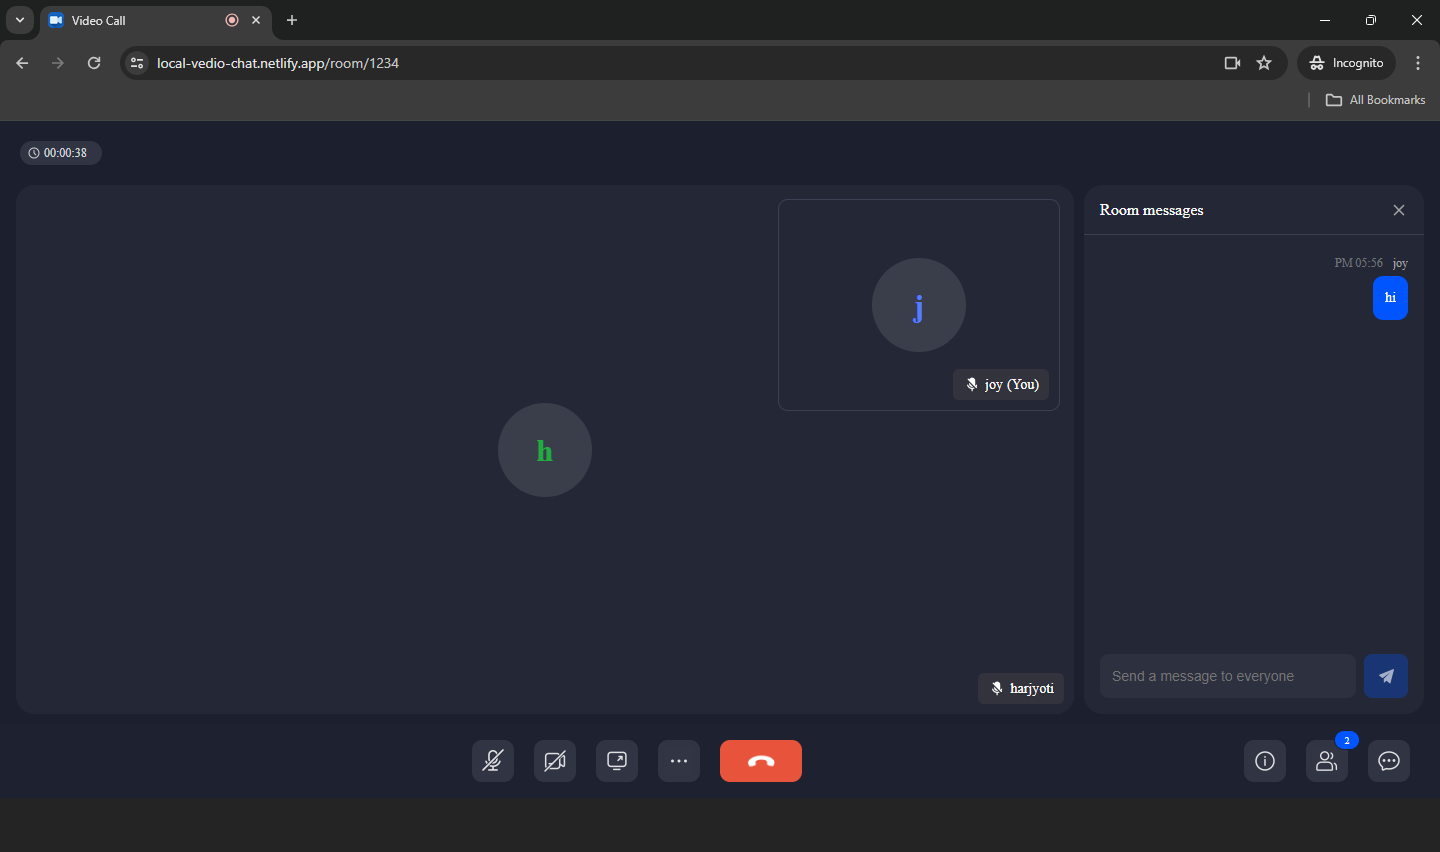 Video Call
local-vedio-chat.netlify.app/room/1234
Incognito
All Bookmarks
00:00:38
j
joy (You)
h
harjyoti
Room messages
PM 05:56 joy
hi
Send a message to everyone
2